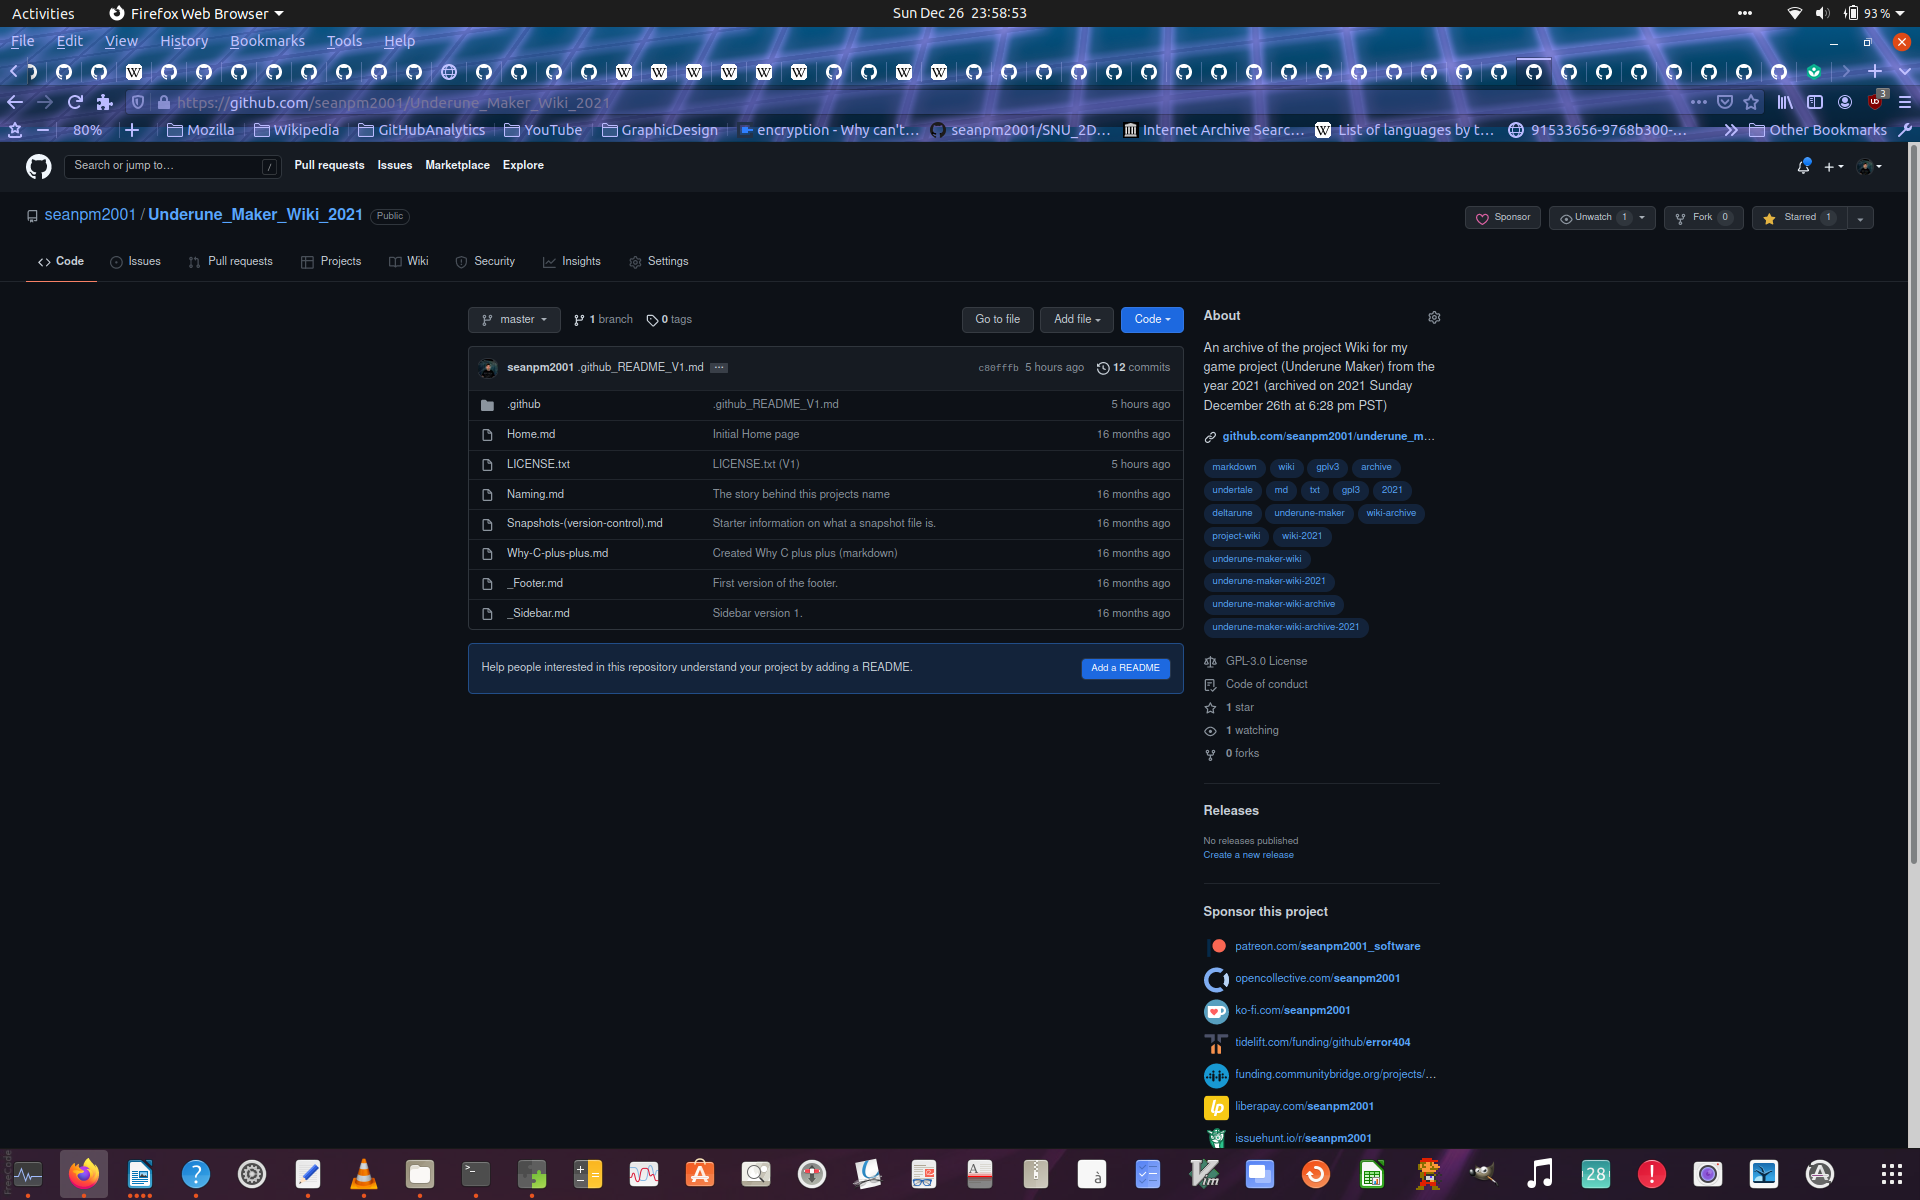 Activities Firefox Web Browser Sun Dec 26 23:58:53 93 %
File Edit View History Bookmarks Tools Help
https://github.com/seanpm2001/Underune_Maker_Wiki_2021 3
80% Mozilla Wikipedia GitHubAnalytics YouTube GraphicDesign encryption - Why can't... seanpm2001/SNU_2D... Internet Archive Searc... List of languages by t... 91533656-9768b300-... Other Bookmarks
Search or jump to... / Pull requests Issues Marketplace Explore
seanpm2001 / Underune_Maker_Wiki_2021 Public Sponsor Unwatch 1 Fork 0 Starred 1
Code Issues Pull requests Projects Wiki Security Insights Settings
master 1 branch 0 tags Go to file Add file Code
seanpm2001 .github_README_V1.md ... c80fffb 5 hours ago 12 commits
.github .github_README_V1.md 5 hours ago
Home.md Initial Home page 16 months ago
LICENSE.txt LICENSE.txt (V1) 5 hours ago
Naming.md The story behind this projects name 16 months ago
Snapshots-(version-control).md Starter information on what a snapshot file is. 16 months ago
Why-C-plus-plus.md Created Why C plus plus (markdown) 16 months ago
_Footer.md First version of the footer. 16 months ago
_Sidebar.md Sidebar version 1. 16 months ago
Help people interested in this repository understand your project by adding a README. Add a README
About
An archive of the project Wiki for my
game project (Underune Maker) from the
year 2021 (archived on 2021 Sunday
December 26th at 6:28 pm PST)
github.com/seanpm2001/underune_m...
markdown wiki gplv3 archive
undertale md txt gpl3 2021
deltarune underune-maker wiki-archive
project-wiki wiki-2021
underune-maker-wiki
underune-maker-wiki-2021
underune-maker-wiki-archive
underune-maker-wiki-archive-2021
GPL-3.0 License
Code of conduct
1 star
1 watching
0 forks
Releases
No releases published
Create a new release
Sponsor this project
patreon.com/seanpm2001_software
opencollective.com/seanpm2001
ko-fi.com/seanpm2001
tidelift.com/funding/github/error404
funding.communitybridge.org/projects/...
liberapay.com/seanpm2001
issuehunt.io/r/seanpm2001
28